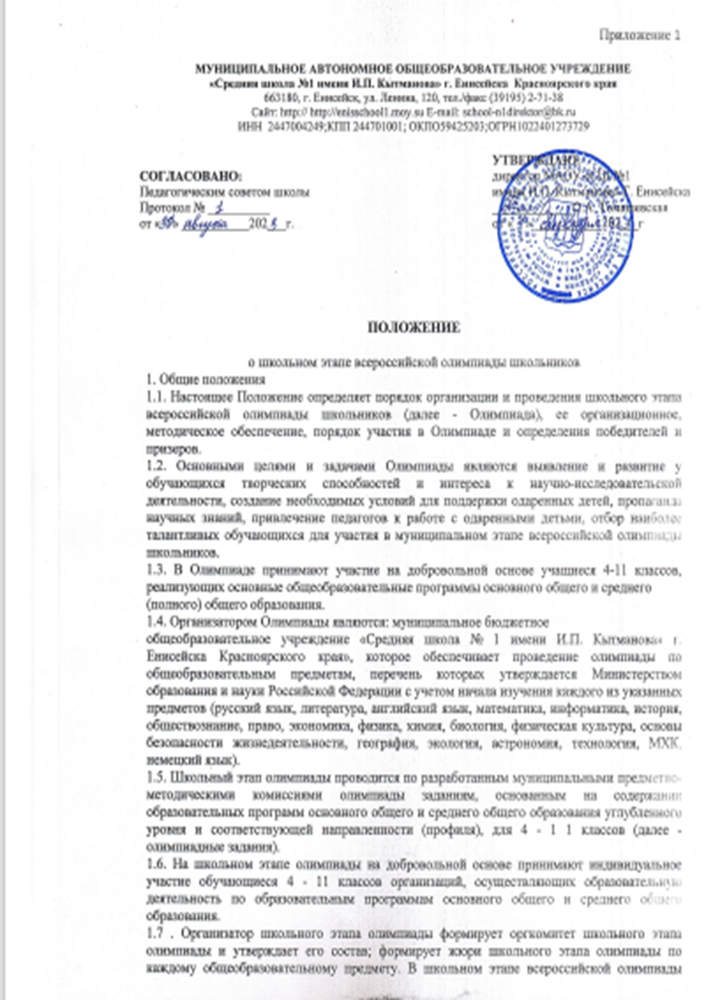 Приложение 1
МУНИЦИПАЛЬНОЕ АВТОНОМНОЕ ОБЩЕОБРАЗОВАТЕЛЬНОЕ УЧРЕЖДЕНИЕ
«Средняя школа №1 имени И.П. Кытманова» г. Енисейска Красноярского края
663180, г. Енисейск, ул. Ленина, 120, тел./факс (39195) 2-71-38
Сайт: http:// http://enisschool1.moy.su E-mail: school-n1direktor@bk.ru
ИНН 2447004249;КПП 244701001; ОКПО59425203;ОГРН1022401273729
УТВЕРЖДАЮ
СОГЛАСОВАНО:
директор №1
Педагогическим советом школы
имени И.П. Кытманова Г. Енисейска
Протокол № 1
О.А.
от « » августа 202 г.
от « 202 г
ПОЛОЖЕНИЕ
о школьном этапе всероссийской олимпиады школьников
1. Общие положения
1.1. Настоящее Положение определяет порядок организации и проведения школьного этапа
всероссийской олимпиады школьников (далее - Олимпиада), ее организационное,
методическое обеспечение, порядок участия в Олимпиаде и определения победителей и
призеров.
1.2. Основными целями и задачами Олимпиады являются выявление и развитие у
обучающихся творческих способностей и интереса к научно-исследовательской
деятельности, создание необходимых условий для поддержки одаренных детей, пропаганда
научных знаний, привлечение педагогов к работе с одаренными детьми, отбор наиболее
талантливых обучающихся для участия в муниципальном этапе всероссийской олимпиады
школьников.
1.3. В Олимпиаде принимают участие на добровольной основе учащиеся 4-11 классов,
реализующих основные общеобразовательные программы основного общего и среднего
(полного) общего образования.
1.4. Организатором Олимпиады являются: муниципальное бюджетное
общеобразовательное учреждение «Средняя школа № 1 имени И.П. Кытманова« г.
Енисейска Красноярского края», которое обеспечивает проведение олимпиады по
общеобразовательным предметам, перечень которых утверждается Министерством
образования и науки Российской Федерации с учетом начала изучения каждого из указанных
предметов (русский язык, литература, английский язык, математика, информатика, история,
обществознание, право, экономика, физика, химия, биология, физическая культура, основы
безопасности жизнедеятельности, география, экология, астрономия, технология, МХК,
немецкий язык).
1.5. Школьный этап олимпиады проводится по разработанным муниципальными предметно-
методическими комиссиями олимпиады заданиям, основанным на содержании
образовательных программ основного общего и среднего общего образования углубленного
уровня и соответствующей направленности (профиля), для 4 - 1 1 классов (далее -
олимпиадные задания).
1.6. На школьном этапе олимпиады на добровольной основе принимают индивидуальное
участие обучающиеся 4 - 11 классов организаций, осуществляющих образовательную
деятельность по образовательным программам основного общего и среднего общего
образования.
1.7 . Организатор школьного этапа олимпиады формирует оргкомитет школьного этапа
олимпиады и утверждает его состав; формирует жюри школьного этапа олимпиады по
каждому общеобразовательному предмету. В школьном этапе всероссийской олимпиады